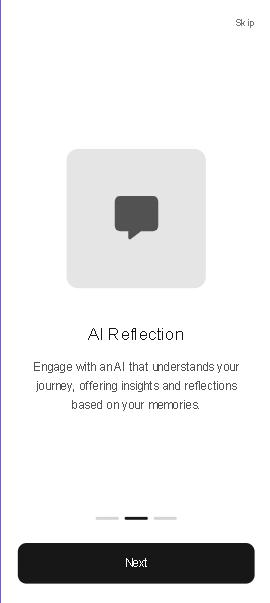 Skip
AI Reflection
Engage with an AI that understands your
journey, offering insights and reflections
based on your memories.
Next